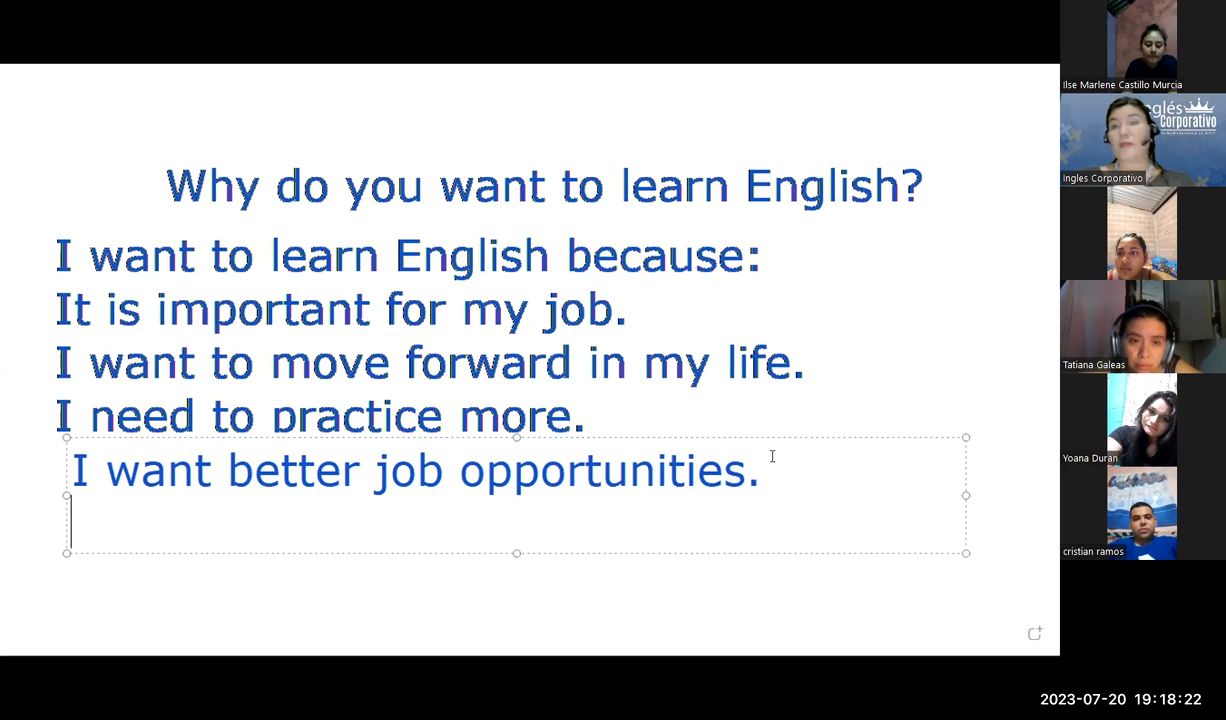 Why do you want to learn English?
I want to learn English because:
It is important for my job.
I want to move forward in my life.
I need to practice more.
I want better job opportunities.
Ilse Marlene Castillo Murcia
nglés
Corporativo
Ingles Corporativo
Tatiana Galeas
Yoana Duran
cristian ramos
2023-07-20 19:18:22